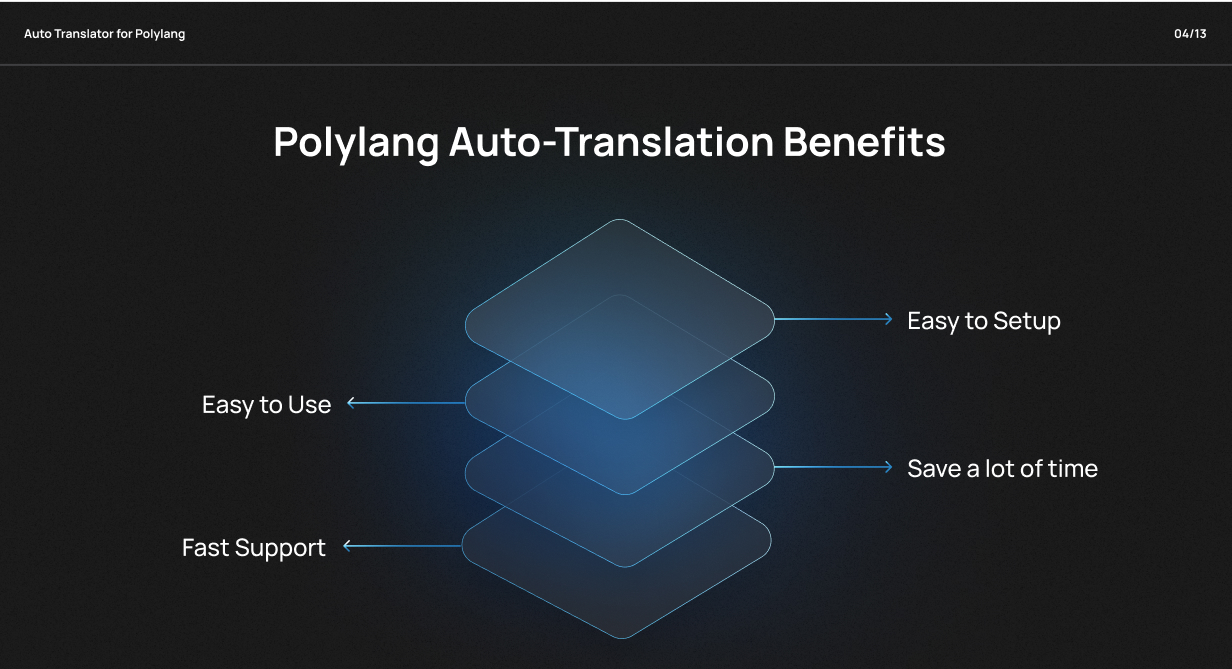 Auto Translator for Polylang
04/13
Polylang Auto-Translation Benefits
Easy to Setup
Easy to Use
Save a lot of time
Fast Support